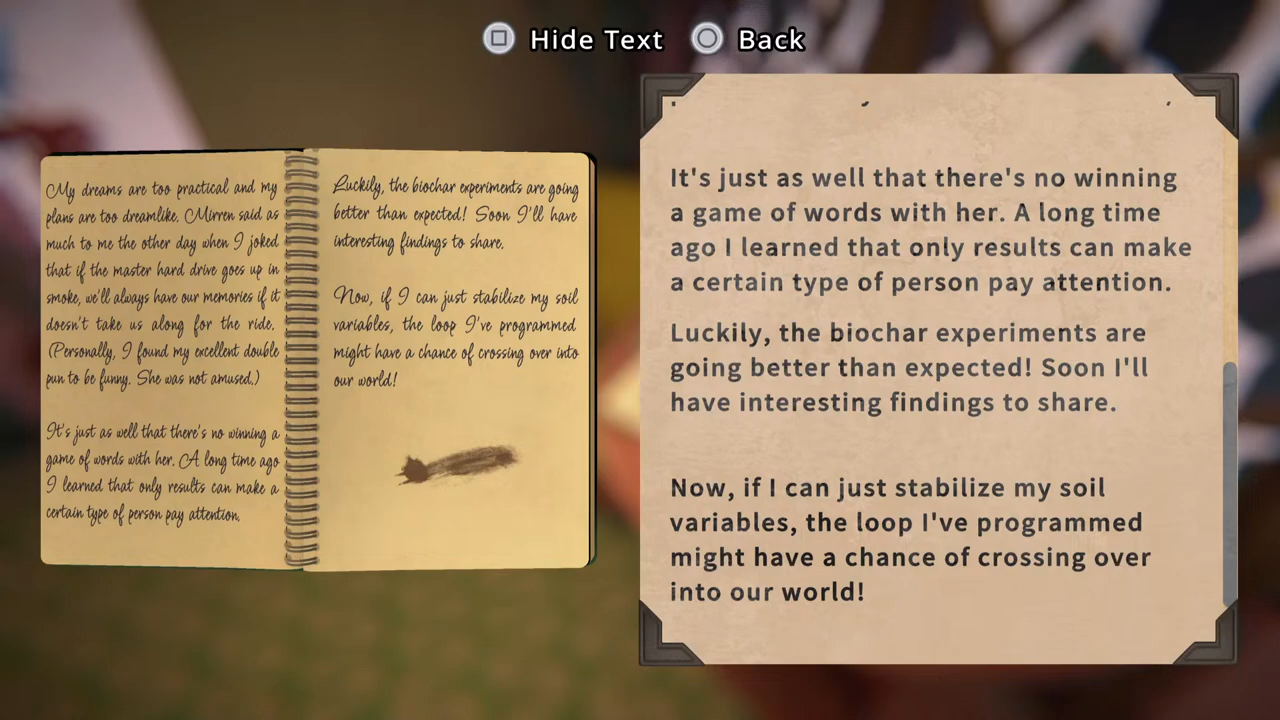 Hide Text
Back
My dreams are too practical and my
plans are too dreamlike. Mirren said as
much to me the other day when I joked
that if the master hard drive goes up in
smoke, we'll always have our memories if it
doesn't take us along for the ride.
(Personally, I found my excellent double
pun to be funny. She was not amused.)
It's just as well that there's no winning a
game of words with her. A long time ago
I learned that only results can make a
certain type of person pay attention.
Luckily, the biochar experiments are going
better than expected! Soon I'll have
interesting findings to share.
Now, if I can just stabilize my soil
variables, the loop I've programmed
might have a chance of crossing over into
our world!
It's just as well that there's no winning
a game of words with her. A long time
ago I learned that only results can make
a certain type of person pay attention.
Luckily, the biochar experiments are
going better than expected! Soon I'll
have interesting findings to share.
Now, if I can just stabilize my soil
variables, the loop I've programmed
might have a chance of crossing over
into our world!